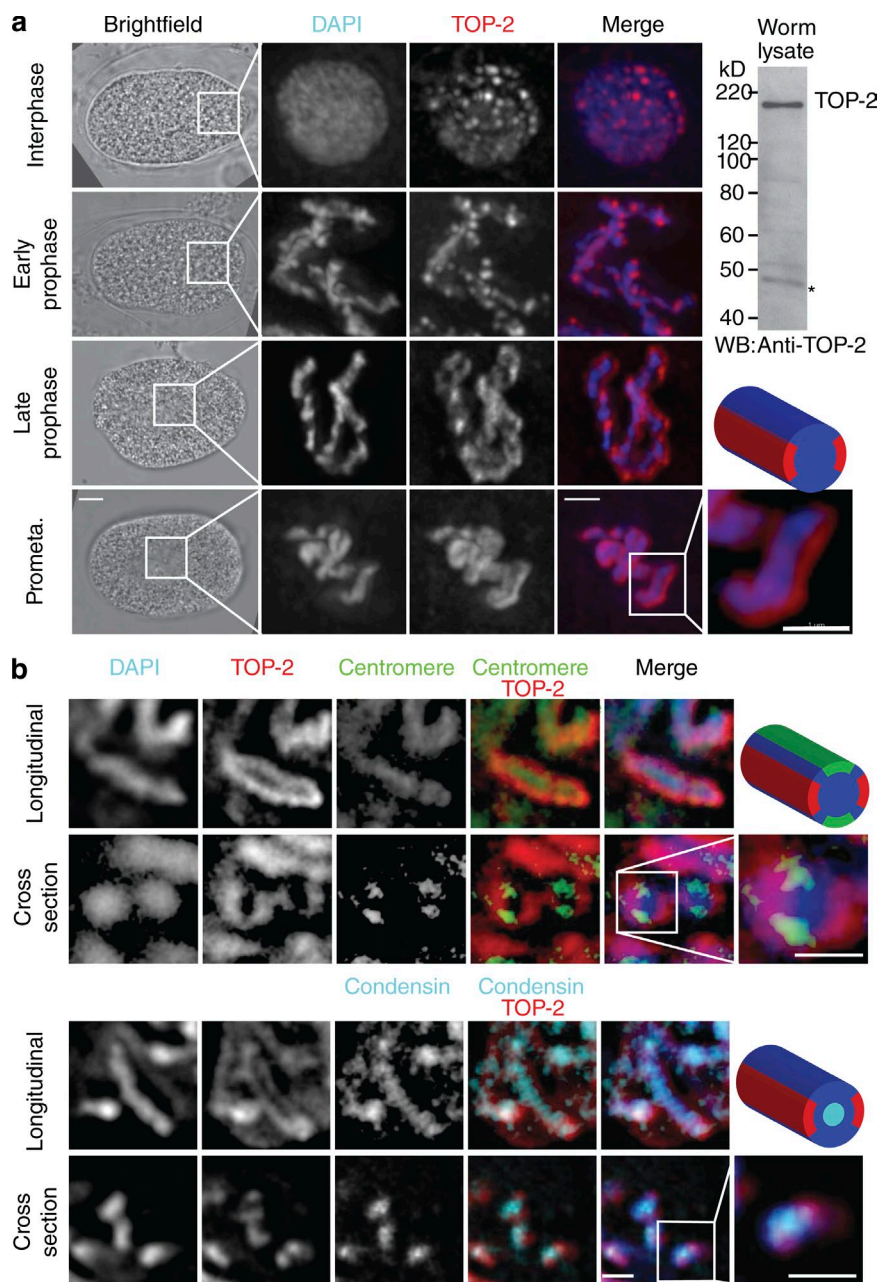 a
Brightfield
DAPI
TOP-2
Merge
Worm
lysate
kD
220
TOP-2
120
100
80
60
50
*
40
WB:Anti-TOP-2
Interphase
Early
prophase
Late
prophase
Prometa.
1 µm
b
DAPI
TOP-2
Centromere
Centromere
TOP-2
Merge
Longitudinal
Cross
section
Condensin
Condensin
TOP-2
Longitudinal
Cross
section